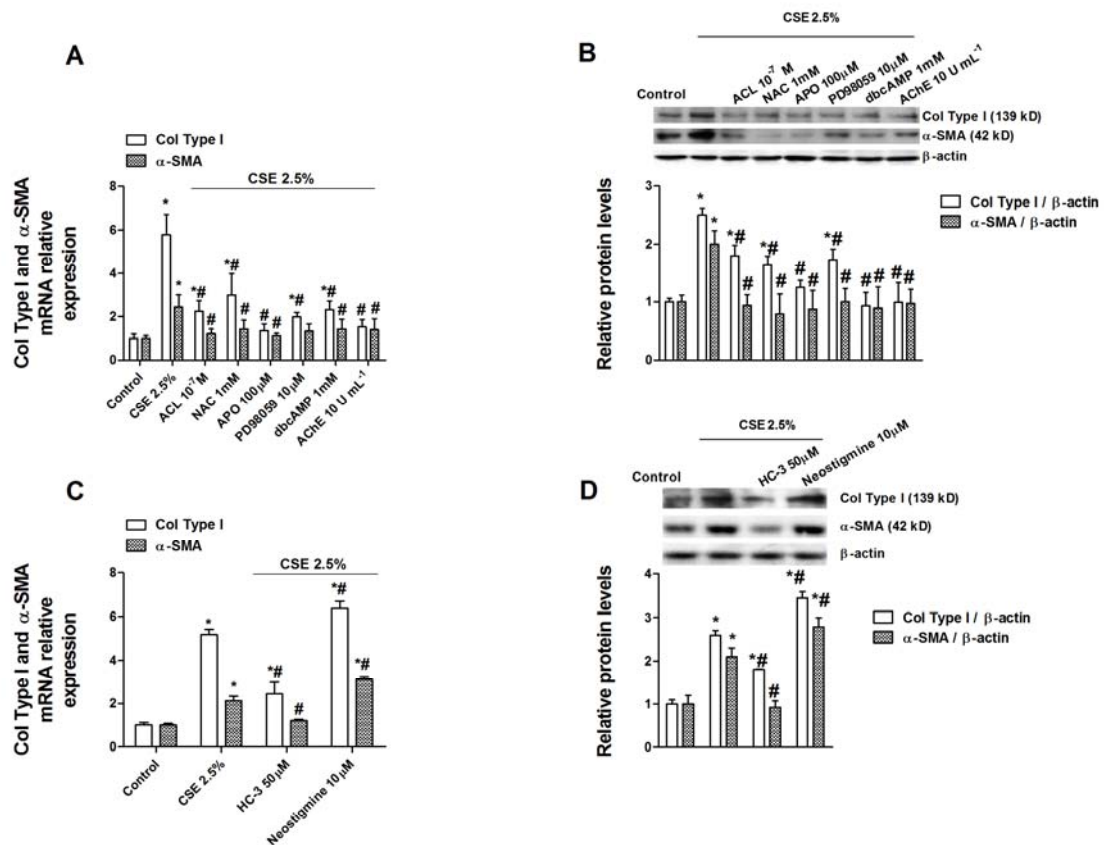 A
Col Type I
α-SMA
CSE 2.5%
Col Type I and α-SMA
mRNA relative
expression
8
6
4
2
0
* * *# # *# # # # *# *# # # #
Control
CSE 2.5%
ACL 10⁻⁷M
NAC 1mM
APO 100μM
PD98059 10μM
dbcAMP 1mM
AChE 10 U mL⁻¹
B
CSE 2.5%
Control
ACL 10⁻⁷ M
NAC 1mM
APO 100μM
PD98059 10μM
dbcAMP 1mM
AChE 10 U mL⁻¹
Col Type I (139 kD)
α-SMA (42 kD)
β-actin
Relative protein levels
3
2
1
0
* * *# # *# # # # *# # # # # #
Col Type I / β-actin
α-SMA / β-actin
C
Col Type I
α-SMA
CSE 2.5%
Col Type I and α-SMA
mRNA relative
expression
8
6
4
2
0
* * *# # *# *#
Control
CSE 2.5%
HC-3 50μM
Neostigmine 10μM
D
CSE 2.5%
Control
HC-3 50μM
Neostigmine 10μM
Col Type I (139 kD)
α-SMA (42 kD)
β-actin
Relative protein levels
4
3
2
1
0
* * *# # *# *#
Col Type I / β-actin
α-SMA / β-actin